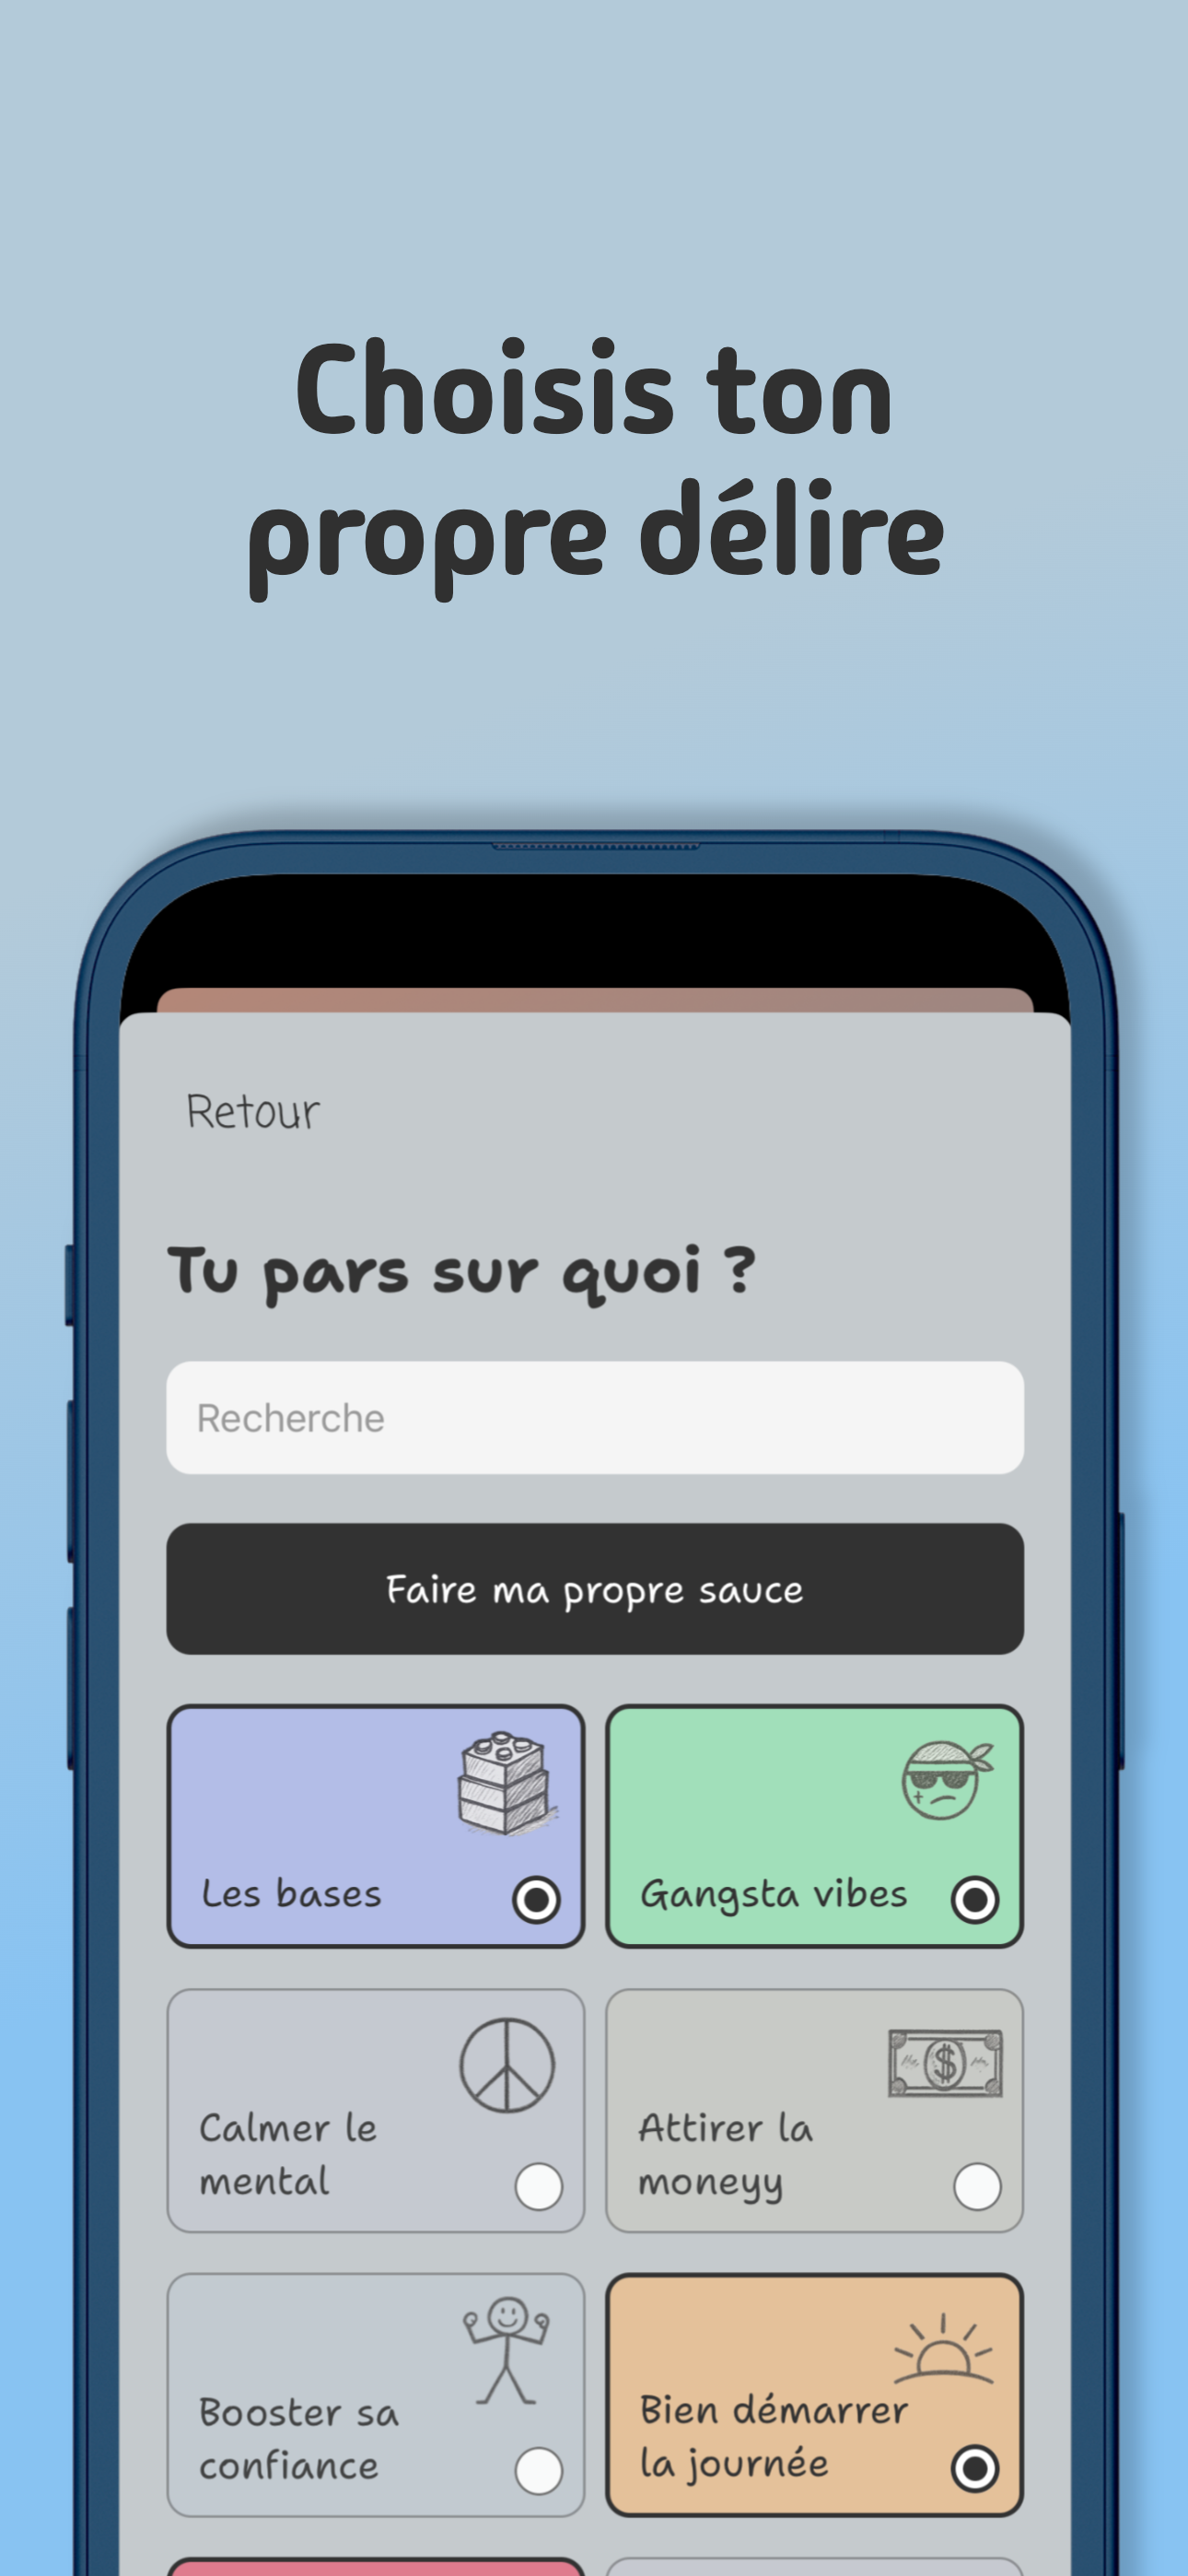 Choisis ton
propre délire
Retour
Tu pars sur quoi ?
Recherche
Faire ma propre sauce
Les bases
Gangsta vibes
Calmer le
mental
Attirer la
moneyy
Booster sa
confiance
Bien démarrer
la journée